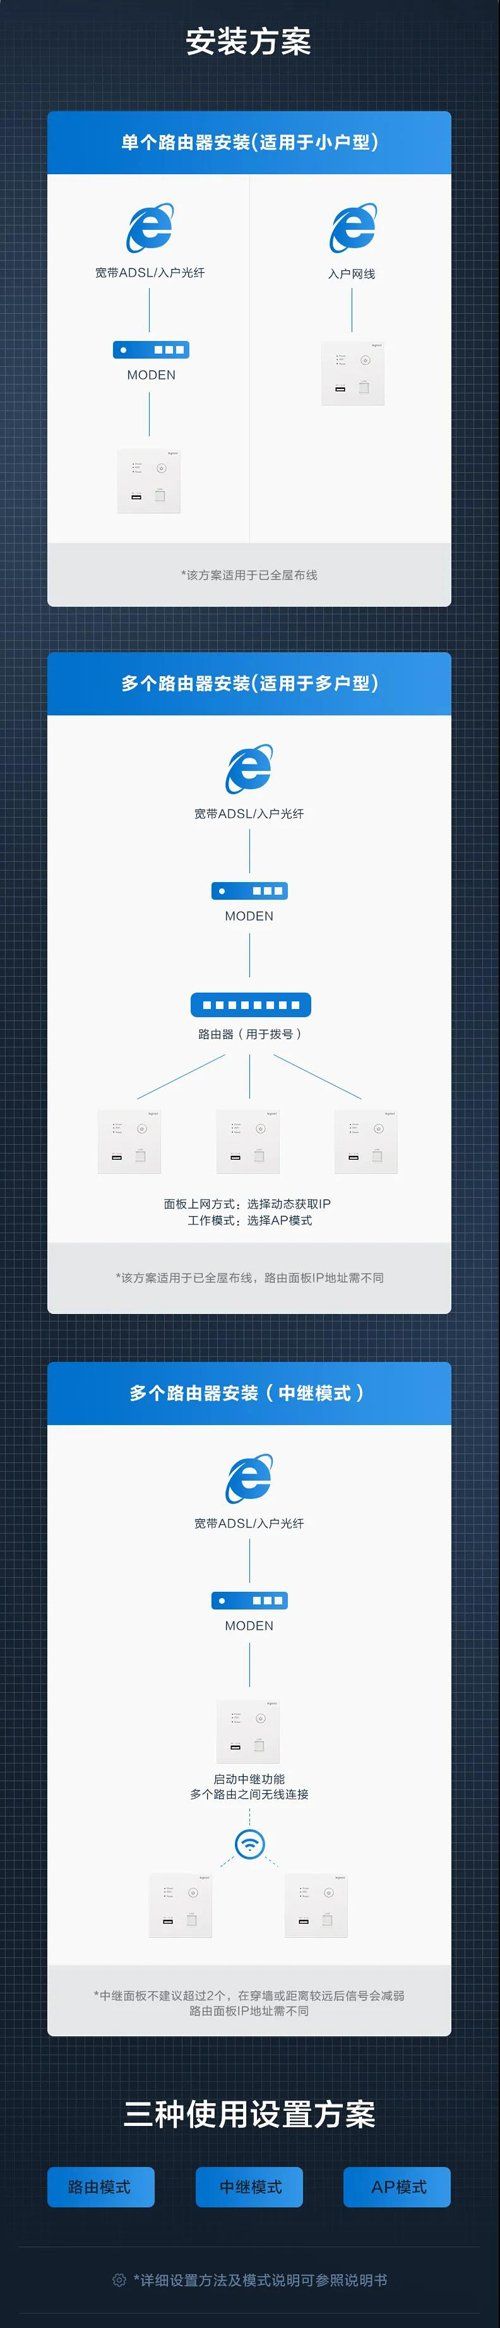 安装方案
单个路由器安装(适用于小户型)
宽带ADSL/入户光纤
MODEN
入户网线
*该方案适用于已全屋布线
多个路由器安装(适用于多户型)
宽带ADSL/入户光纤
MODEN
路由器（用于拨号）
面板上网方式：选择动态获取IP
工作模式：选择AP模式
*该方案适用于已全屋布线，路由面板IP地址需不同
多个路由器安装（中继模式）
宽带ADSL/入户光纤
MODEN
启动中继功能
多个路由之间无线连接
*中继面板不建议超过2个，在穿墙或距离较远后信号会减弱
路由面板IP地址需不同
三种使用设置方案
路由模式
中继模式
AP模式
*详细设置方法及模式说明可参照说明书